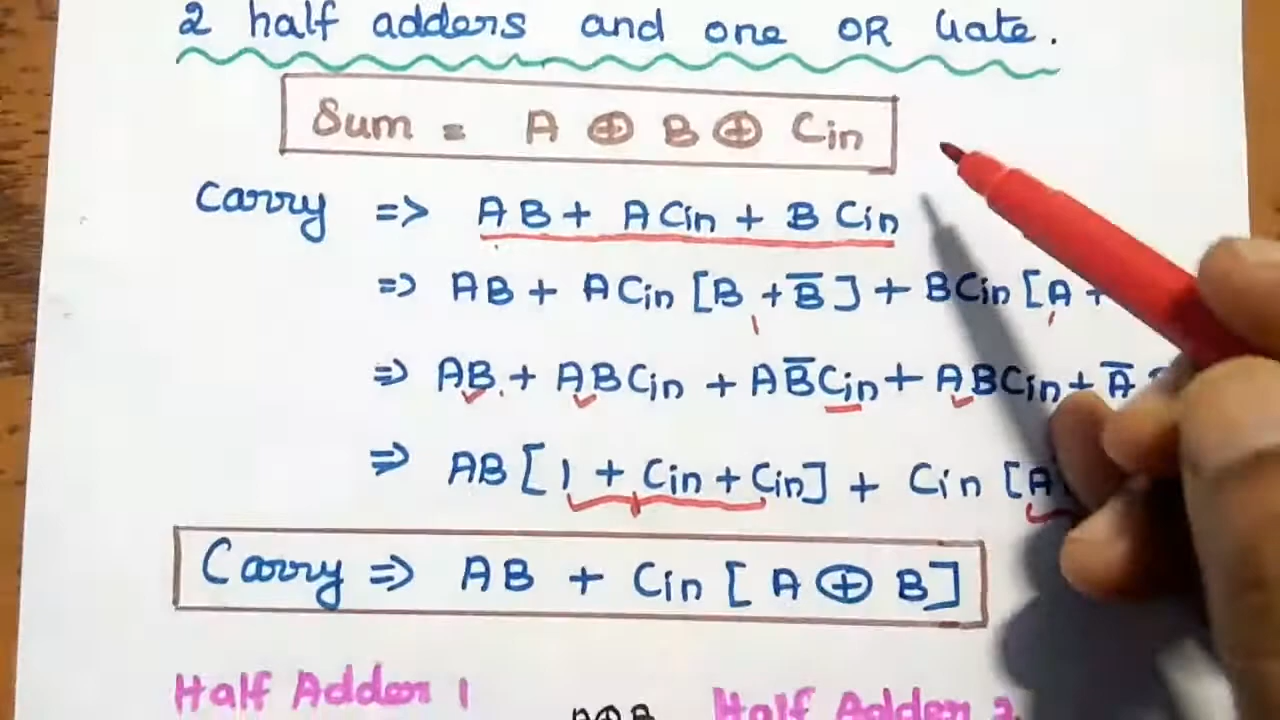 2 half adders and one OR Gate.
Sum = A ⊕ B ⊕ Cin
Carry => AB + ACin + B Cin
=> AB + ACin [B + B̅] + BCin [A +
=> AB + ABCin + AB̅Cin + ABCin + A̅
=> AB [1 + Cin + Cin] + Cin [A
Carry => AB + Cin [A ⊕ B]
Half Adder 1 A⊕B Half Adder 2